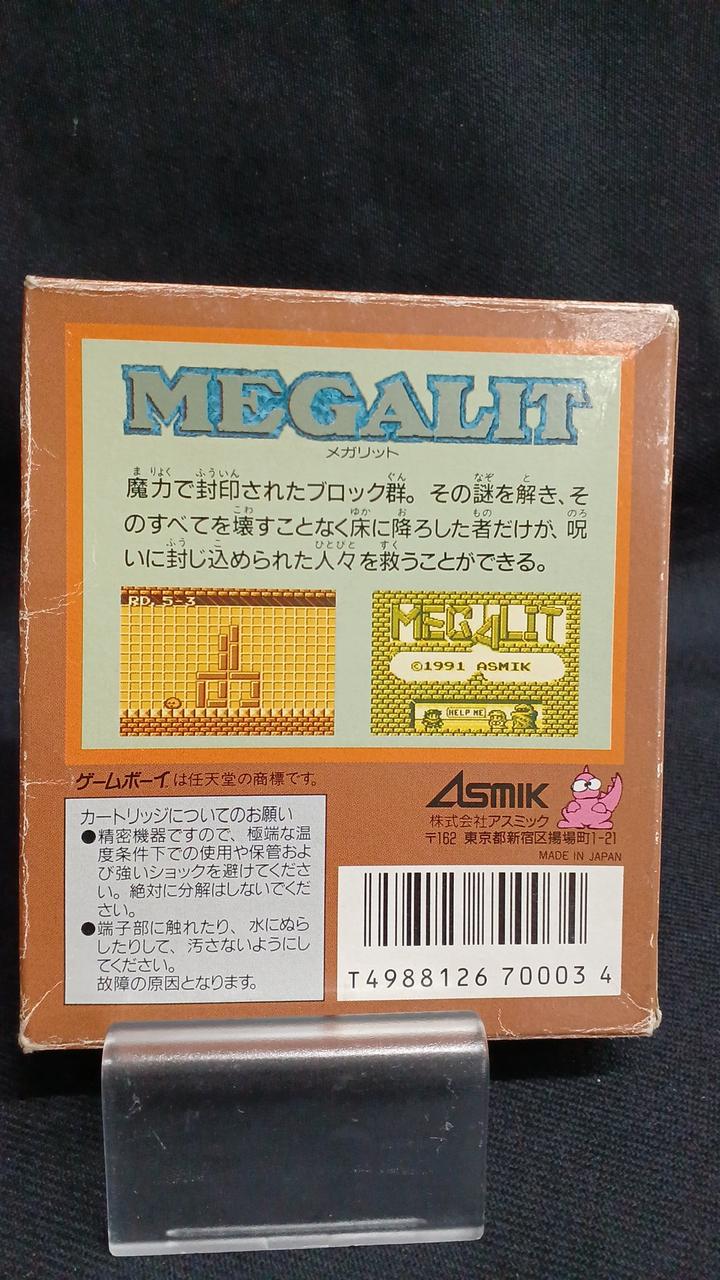 MEGALIT
メガリット
魔力で封印されたブロック群。その謎を解き、そ
のすべてを壊すことなく床に降ろした者だけが、呪
いに封じ込められた人々を救うことができる。
RD. 5-3
MEGALIT
©1991 ASMIK
HELP ME
ゲームボーイは任天堂の商標です。
ASMIK
株式会社アスミック
〒162 東京都新宿区揚場町1-21
MADE IN JAPAN
カートリッジについてのお願い
●精密機器ですので、極端な温
度条件下での使用や保管およ
び強いショックを避けてくださ
い。絶対に分解はしないでくだ
さい。
●端子部に触れたり、水にぬら
したりして、汚さないようにし
てください。
故障の原因となります。
T4988126 70003 4